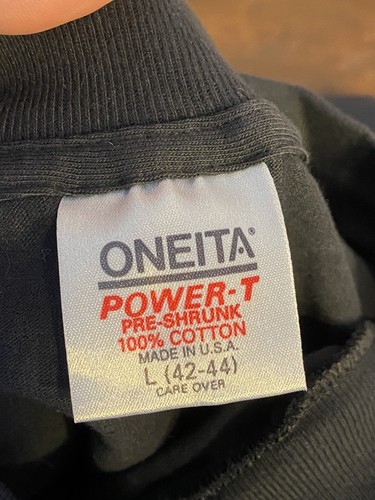 ONEITA®
POWER-T
PRE-SHRUNK
100% COTTON
MADE IN U.S.A.
L (42-44)
CARE OVER